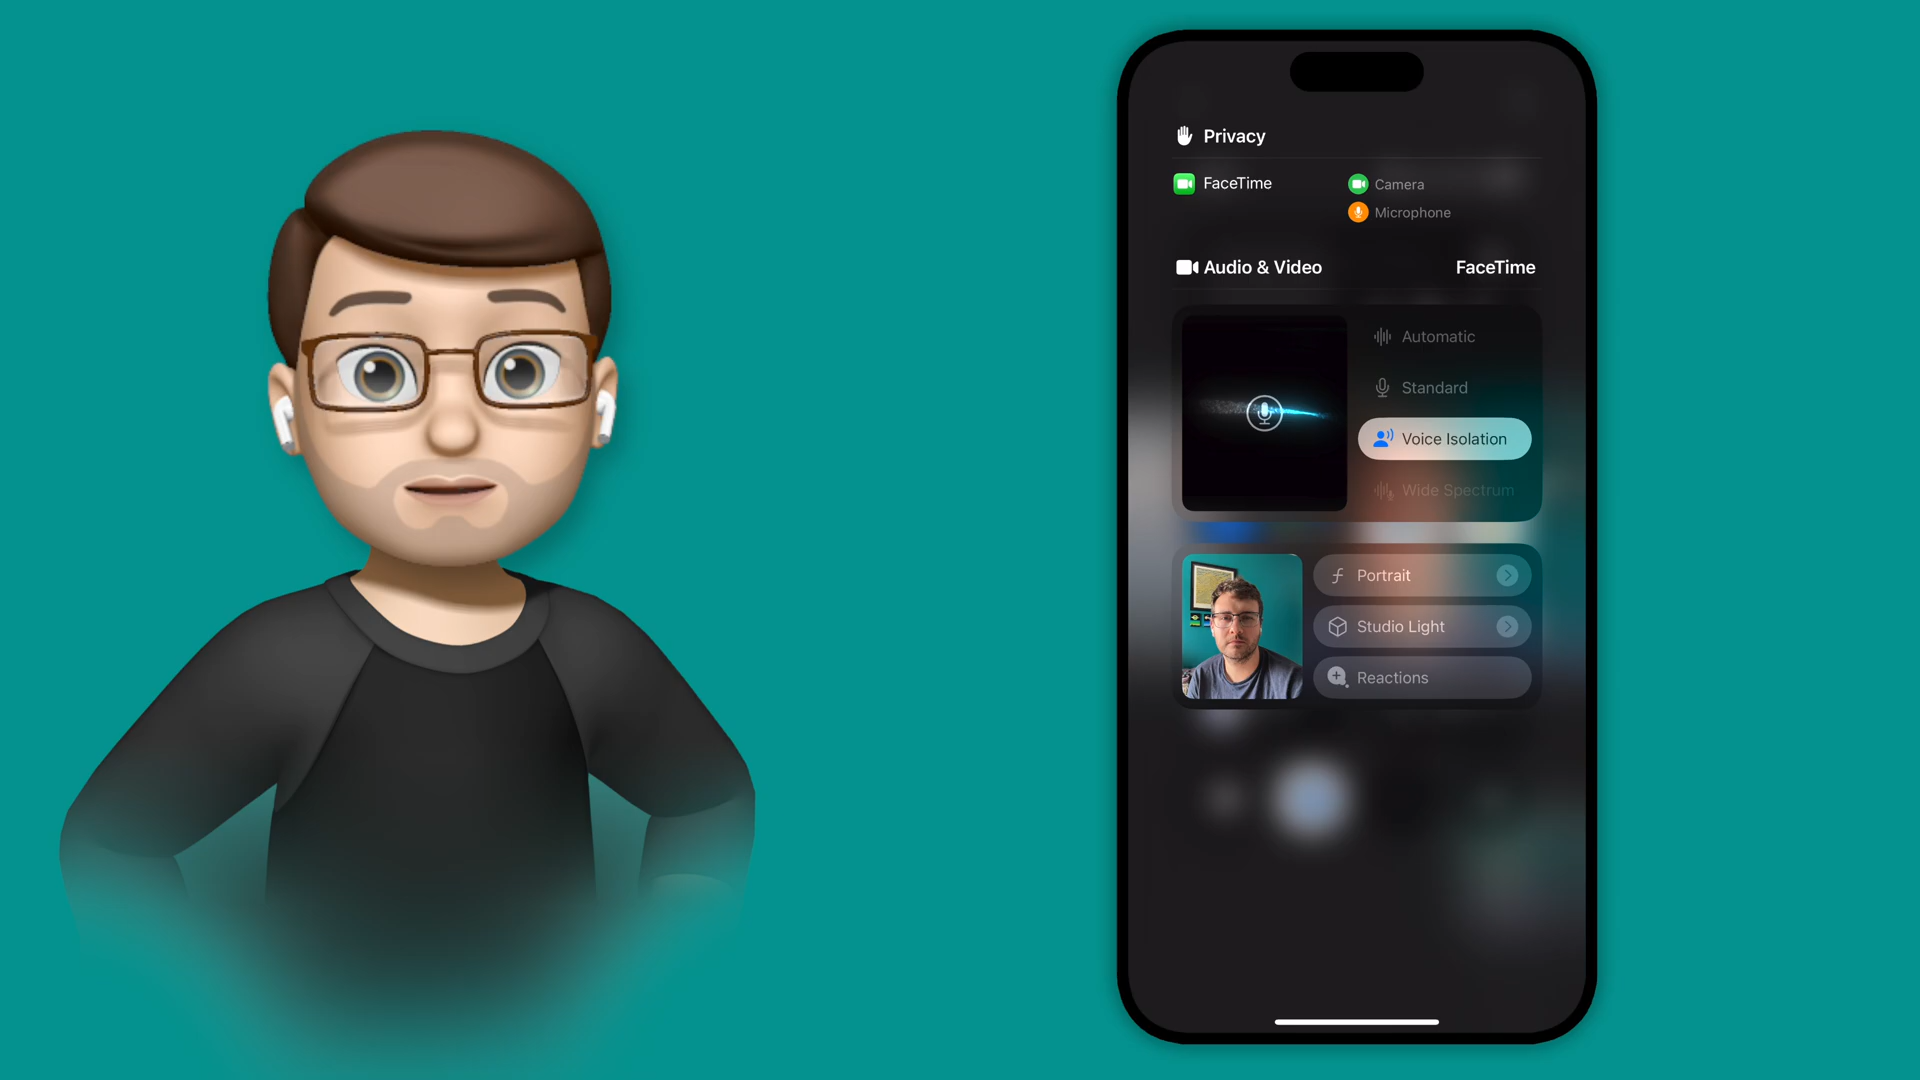 Privacy
FaceTime
Camera
Microphone
Audio & Video
FaceTime
Automatic
Standard
Voice Isolation
Wide Spectrum
Portrait
Studio Light
Reactions